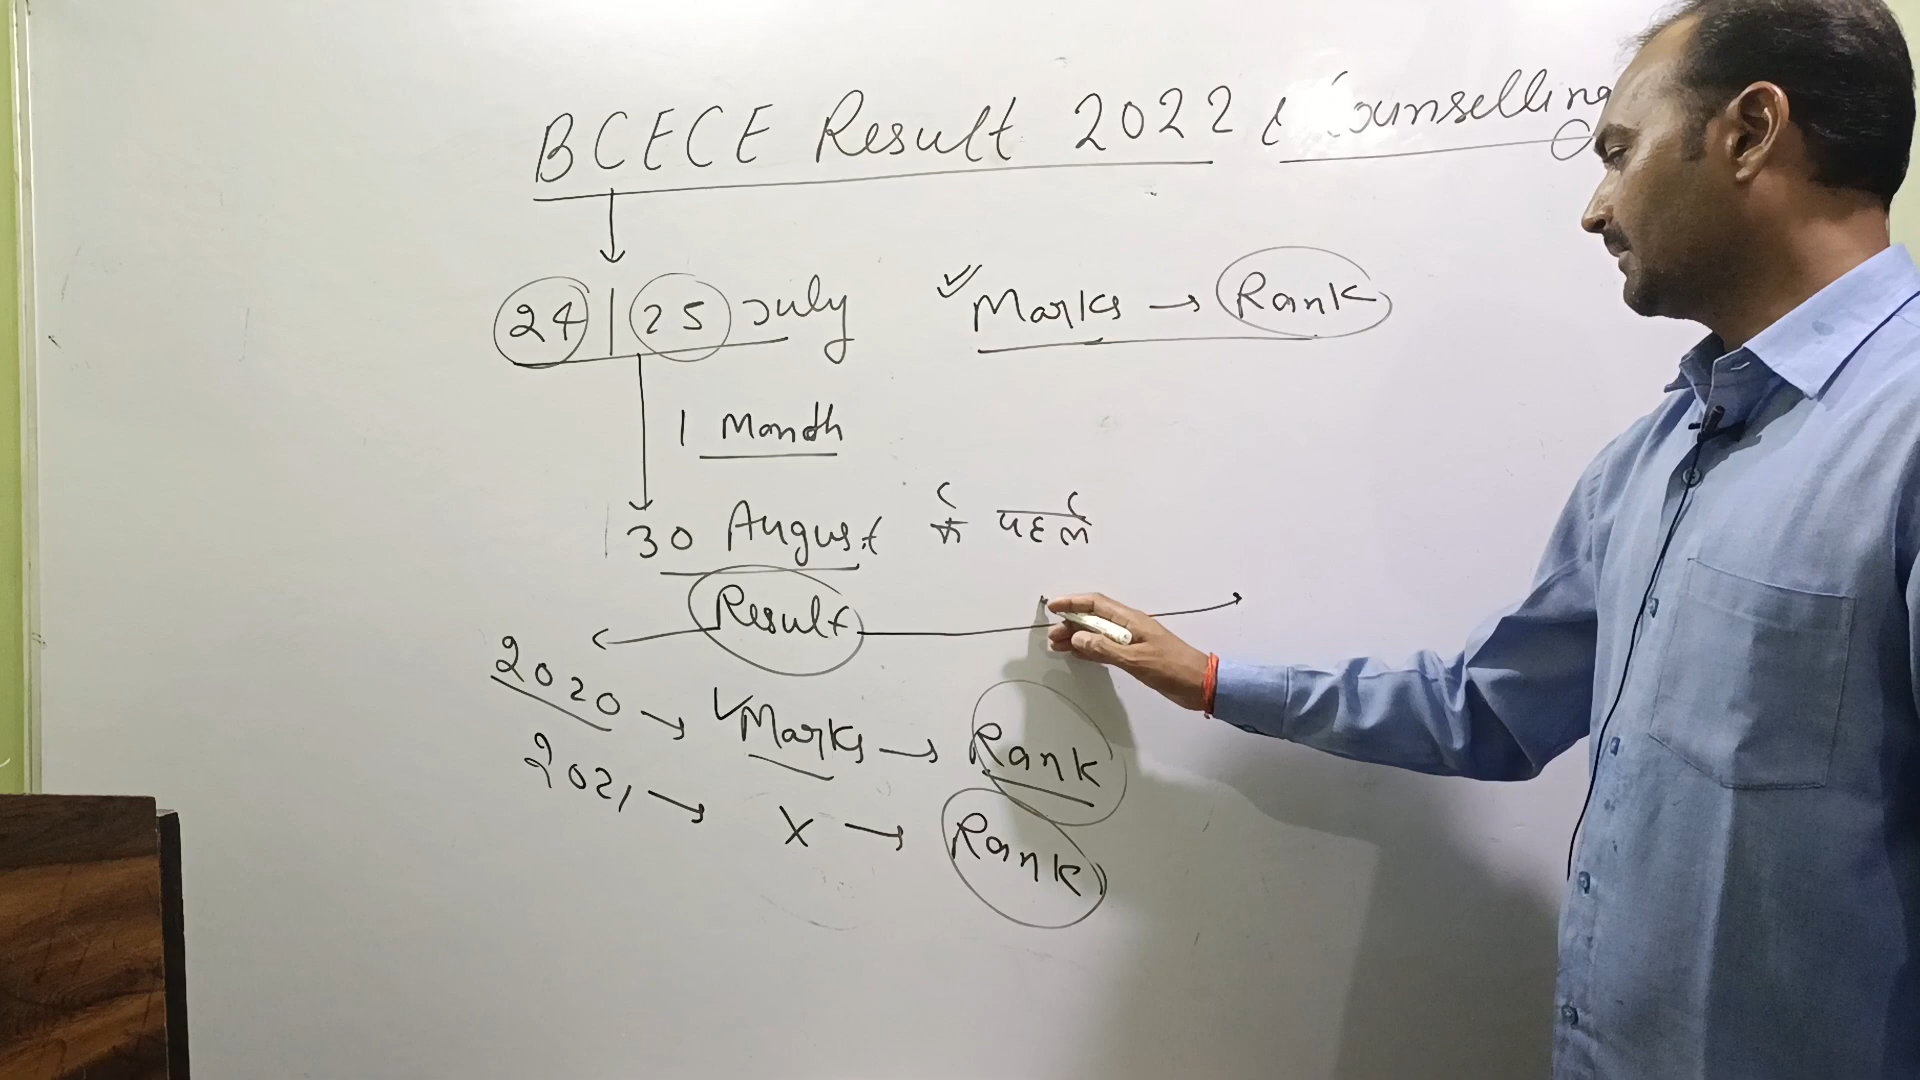 BCECE Result 2022 & Counselling
24 | 25 July
✓ Marks → Rank
1 Month
30 August के पहले
Result
2020 → ✓ Marks → Rank
2021 → X → Rank